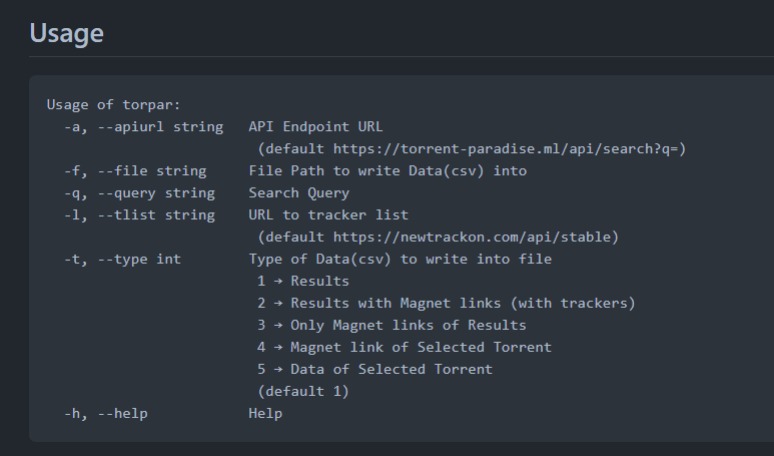 Usage
Usage of torpar:
-a, --apiurl string   API Endpoint URL
(default https://torrent-paradise.ml/api/search?q=)
-f, --file string     File Path to write Data(csv) into
-q, --query string    Search Query
-l, --tlist string    URL to tracker list
(default https://newtrackon.com/api/stable)
-t, --type int        Type of Data(csv) to write into file
1 → Results
2 → Results with Magnet links (with trackers)
3 → Only Magnet links of Results
4 → Magnet link of Selected Torrent
5 → Data of Selected Torrent
(default 1)
-h, --help            Help